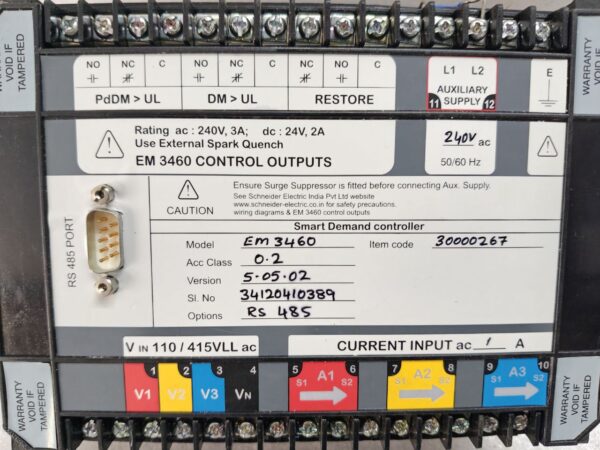 WARRANTY VOID IF TAMPERED
WARRANTY VOID IF TAMPERED
NO NC C NO NC C NO NC C
PdDM > UL DM > UL RESTORE
L1 L2
11 AUXILIARY SUPPLY 12
E
Rating ac : 240V, 3A; dc : 24V, 2A
Use External Spark Quench
EM 3460 CONTROL OUTPUTS
240V ac
50/60 Hz
RS 485 PORT
CAUTION
Ensure Surge Suppressor is fitted before connecting Aux. Supply.
See Schneider Electric India Pvt Ltd website
www.schneider-electric.co.in for safety precautions.
wiring diagrams & EM 3460 control outputs
Smart Demand controller
Model EM 3460 Item code 30000267
Acc Class 0.2
Version 5.05.02
Sl. No 34120410389
Options RS 485
V IN 110 / 415VLL ac
CURRENT INPUT ac 1 A
1 2 3 4 5 6 7 8 9 10
V1 V2 V3 VN S1 A1 S2 S1 A2 S2 S1 A3 S2
WARRANTY VOID IF TAMPERED
WARRANTY VOID IF TAMPERED